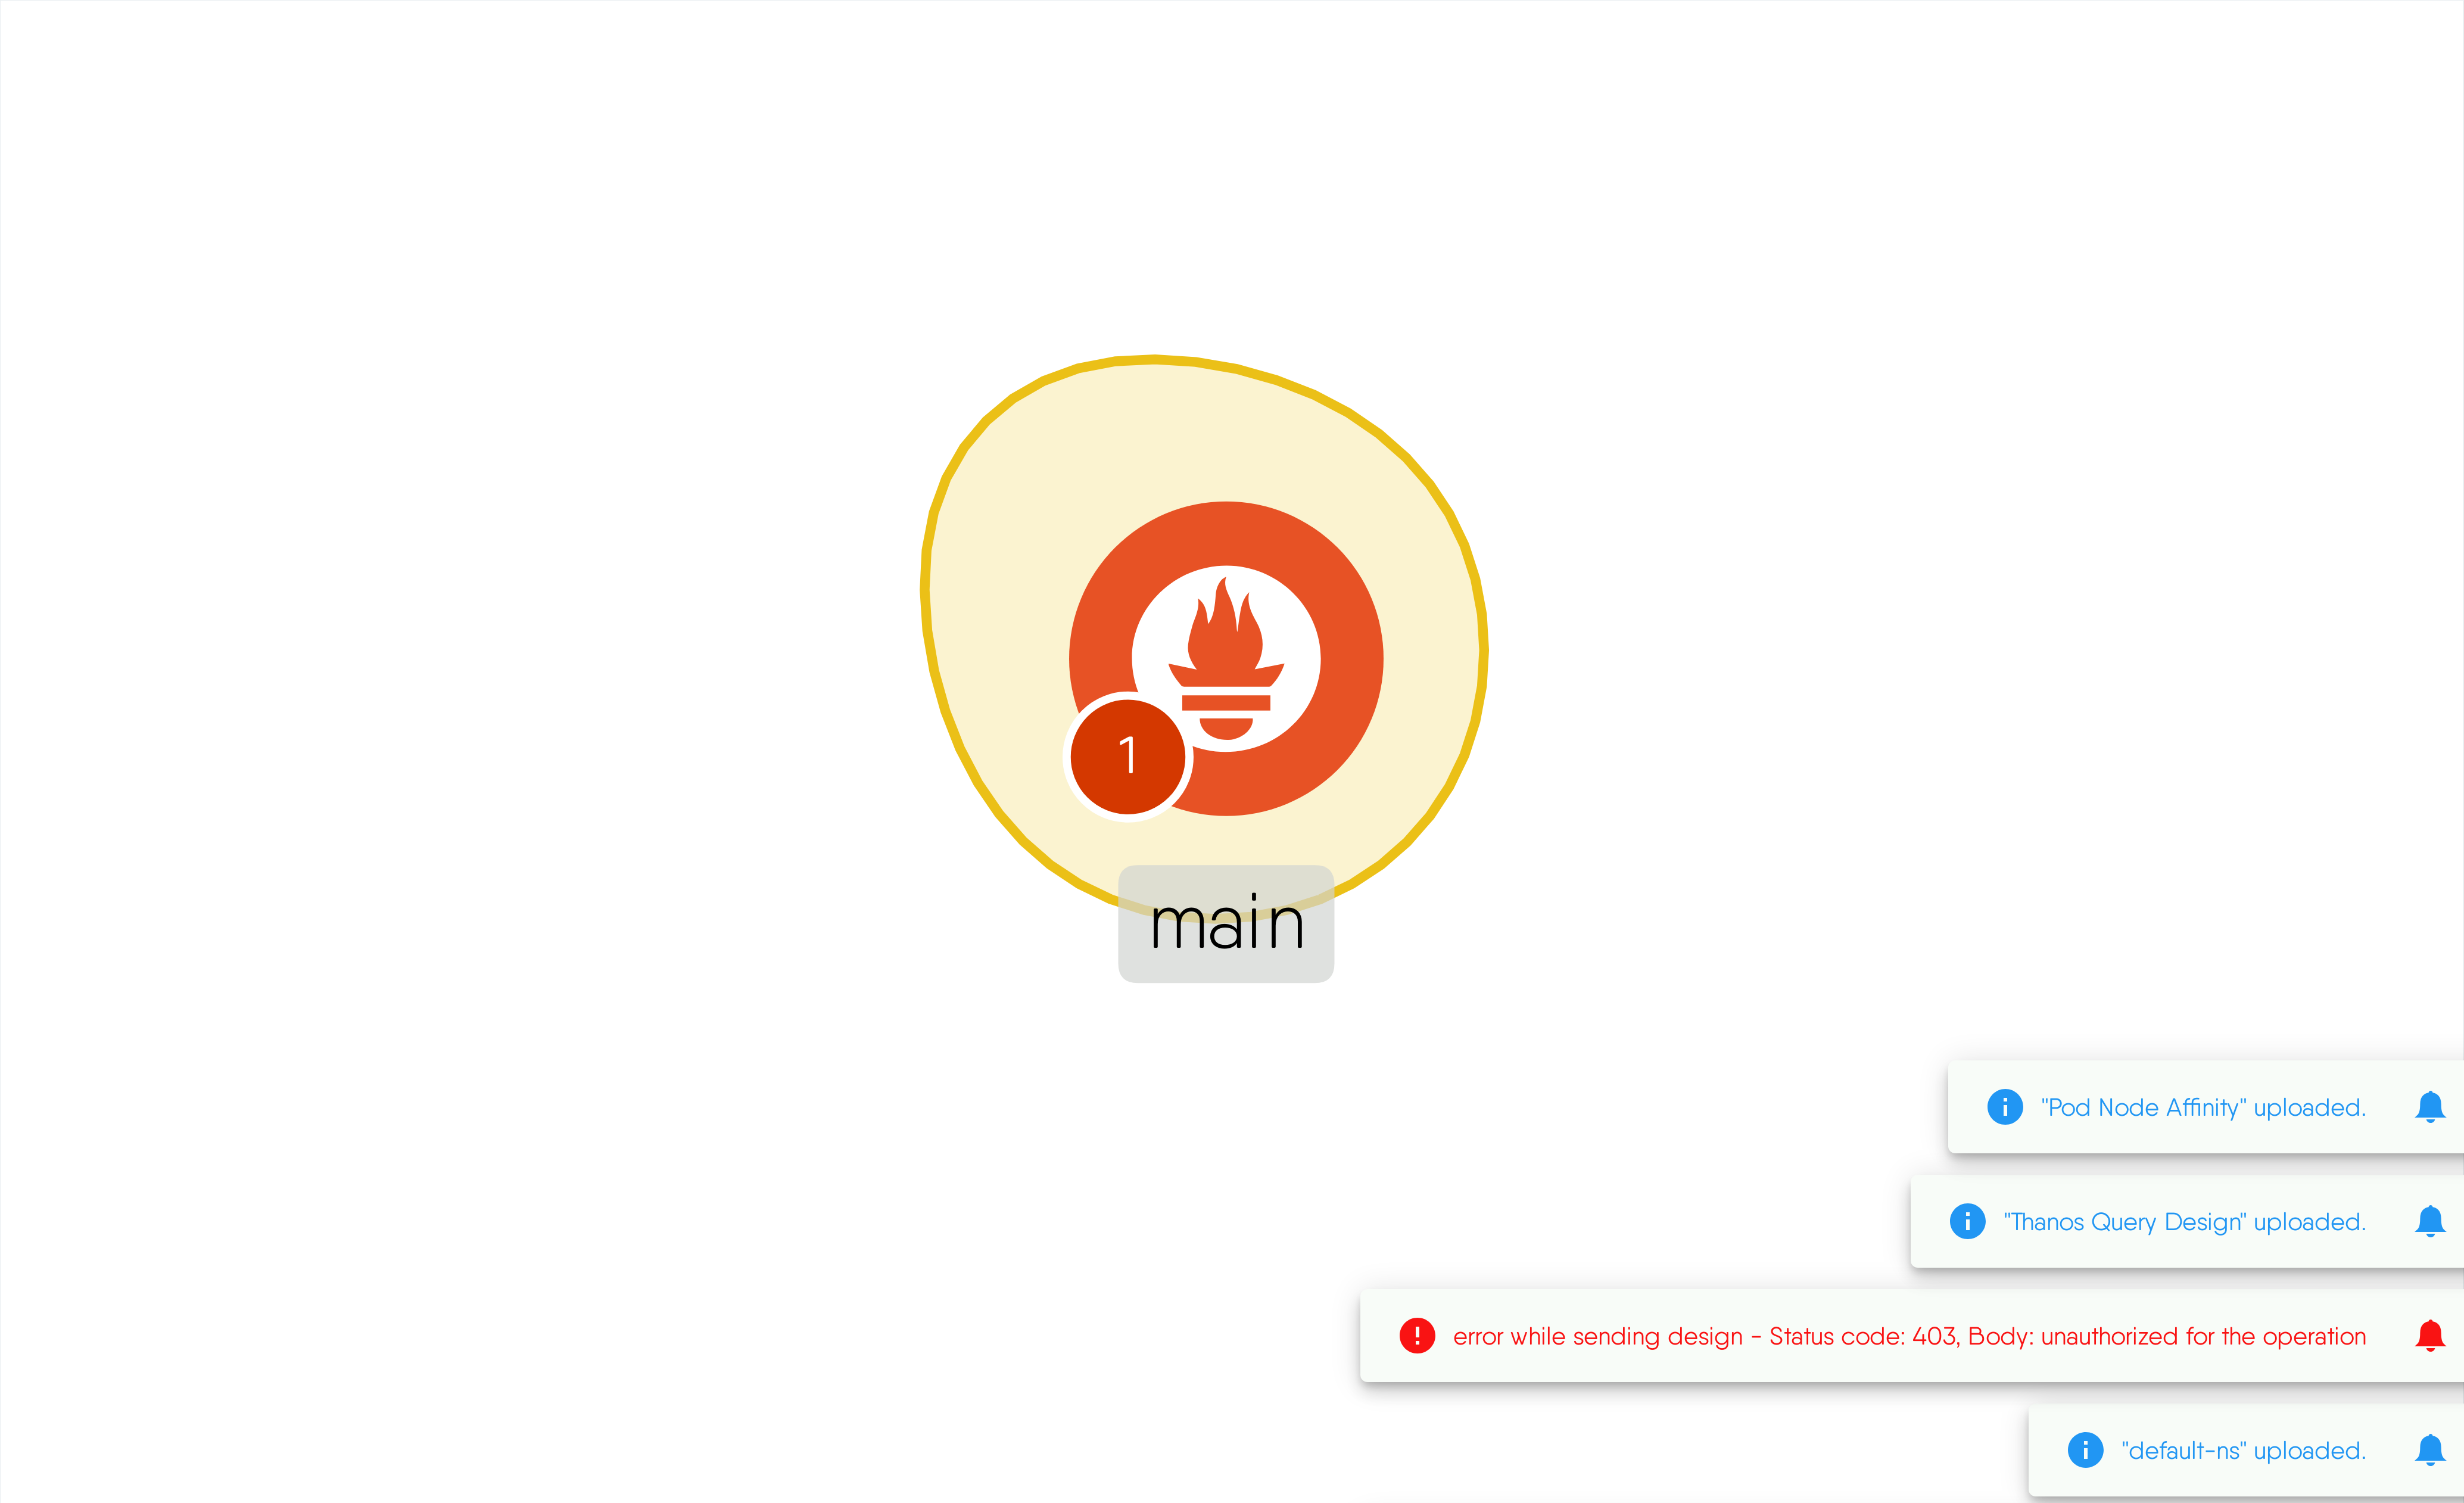 1
main
"Pod Node Affinity" uploaded.
"Thanos Query Design" uploaded.
error while sending design - Status code: 403, Body: unauthorized for the operation
"default-ns" uploaded.